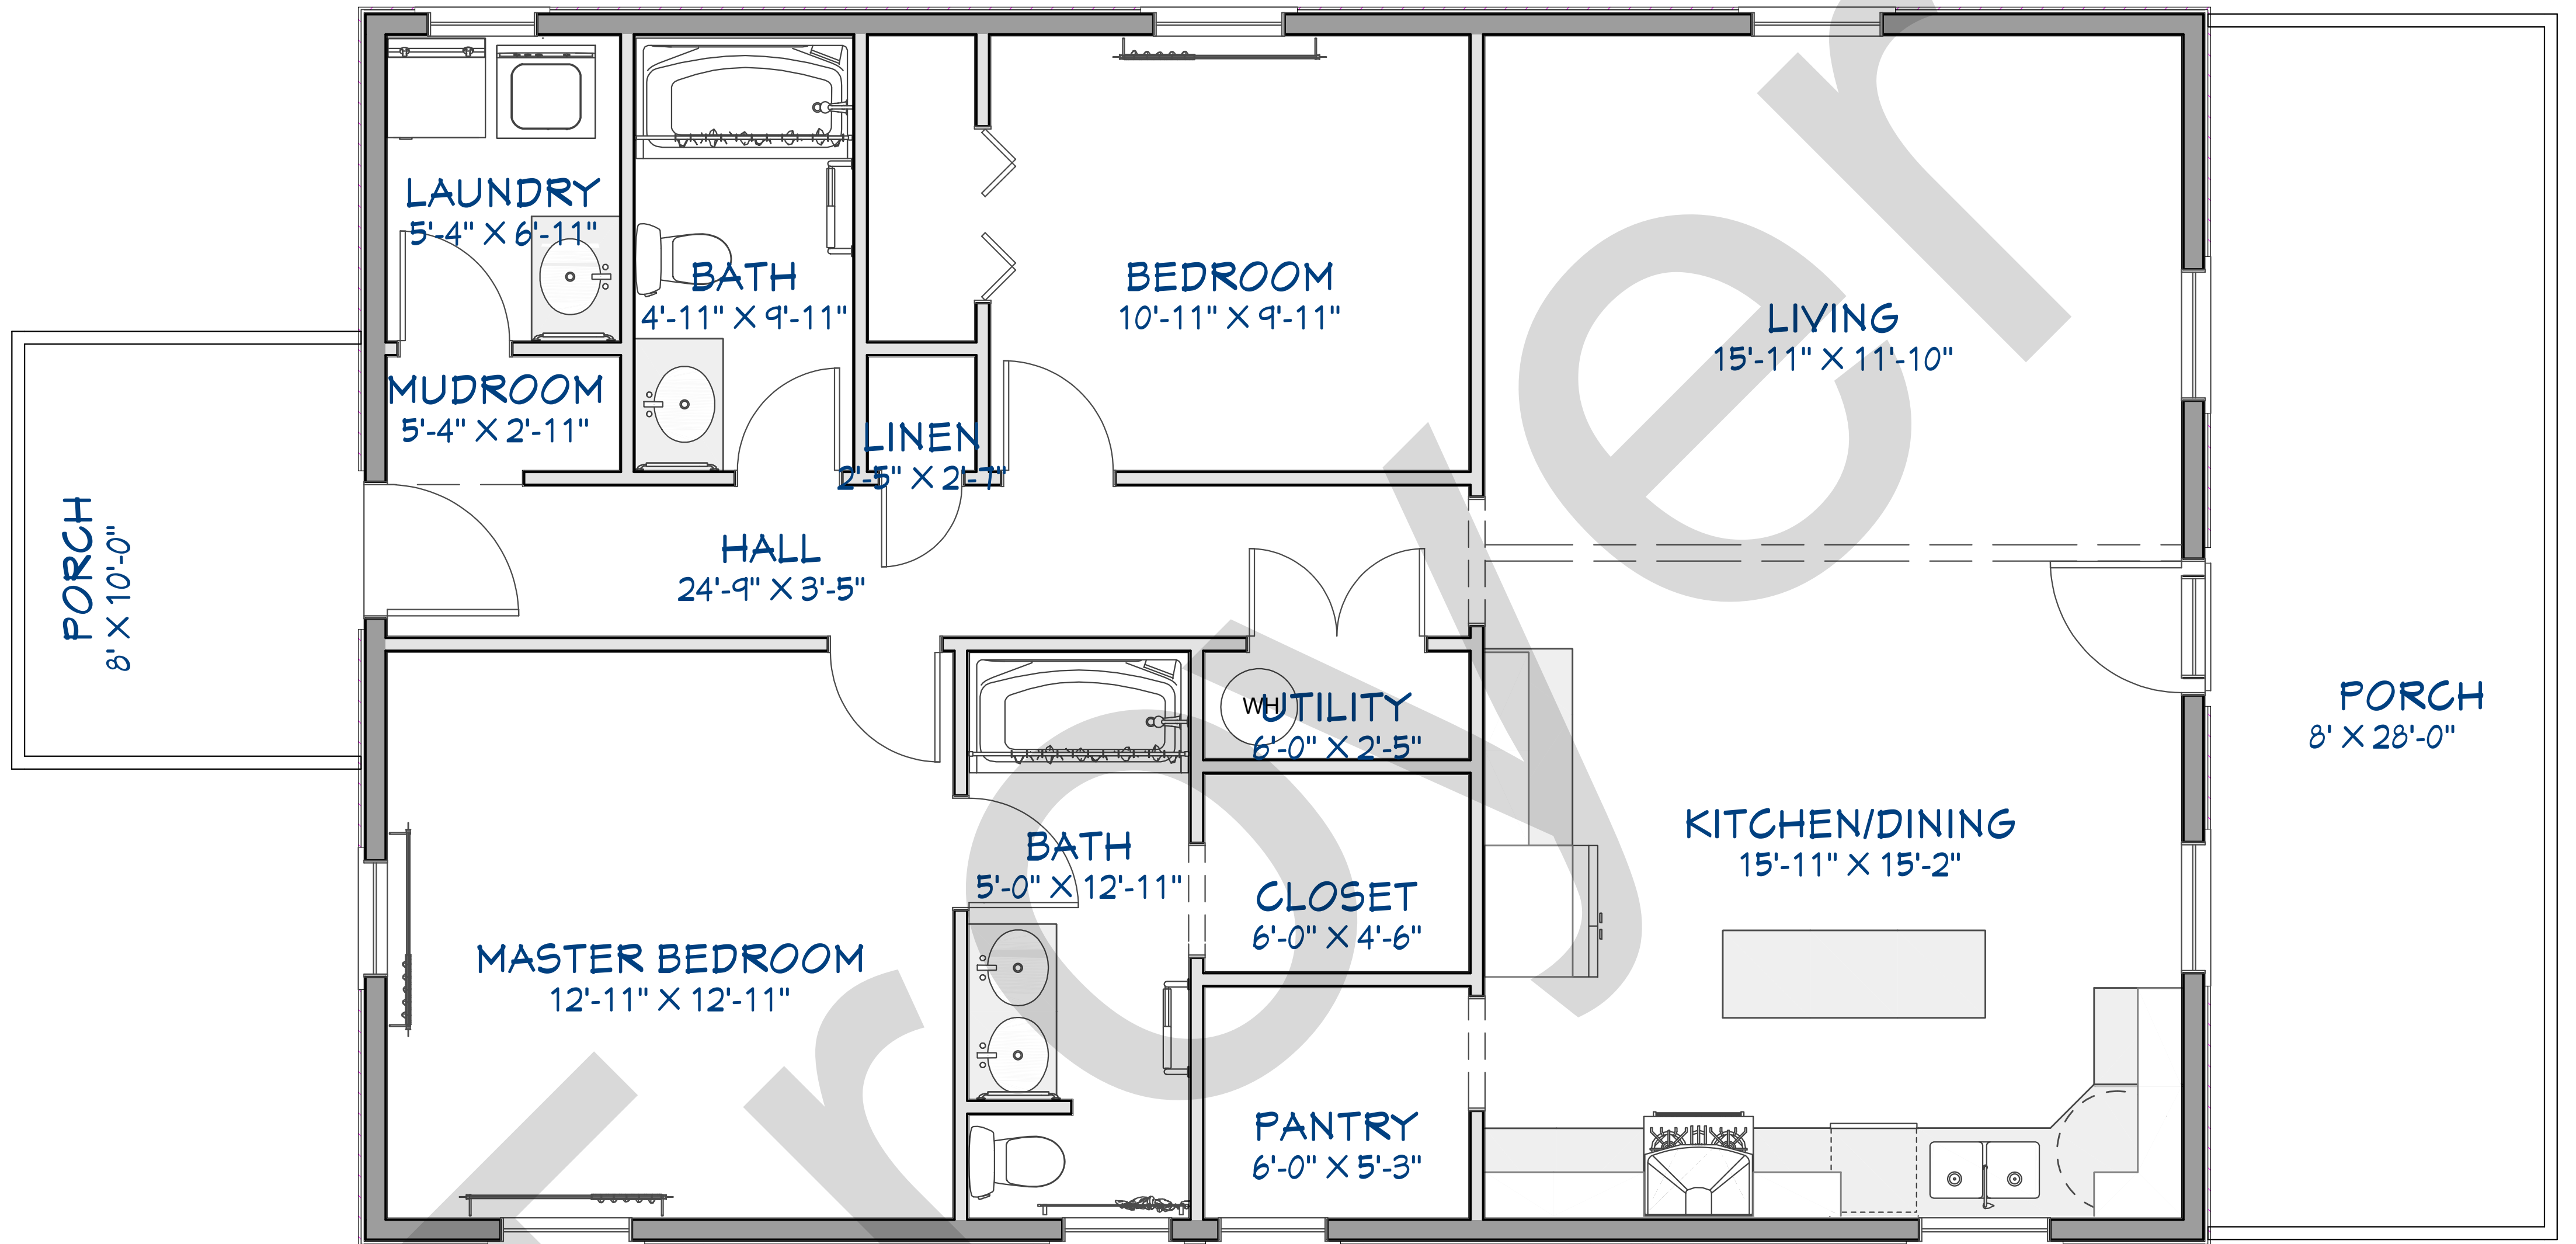 LAUNDRY
5'-4" X 6'-11"
BATH
4'-11" X 9'-11"
BEDROOM
10'-11" X 9'-11"
LIVING
15'-11" X 11'-10"
MUDROOM
5'-4" X 2'-11"
LINEN
2'-5" X 2'-7"
PORCH
8' X 10'-0"
HALL
24'-9" X 3'-5"
WH
UTILITY
6'-0" X 2'-5"
PORCH
8' X 28'-0"
KITCHEN/DINING
15'-11" X 15'-2"
BATH
5'-0" X 12'-11"
CLOSET
6'-0" X 4'-6"
MASTER BEDROOM
12'-11" X 12'-11"
PANTRY
6'-0" X 5'-3"
Troyer